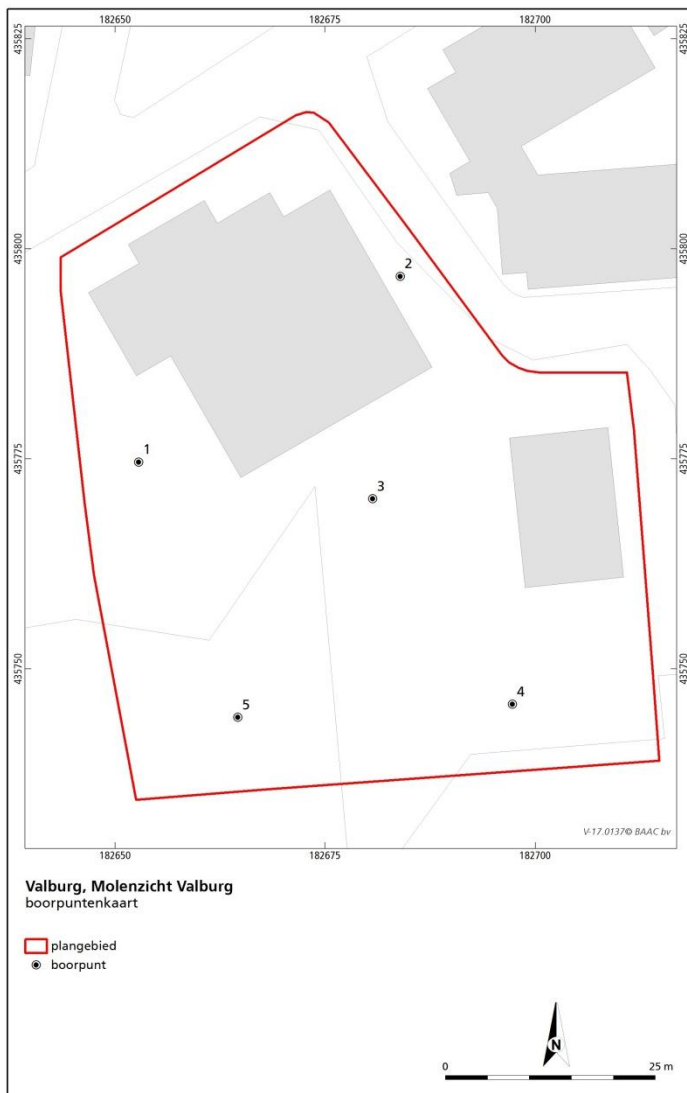 182650 182675 182700
435825 435825
435800 435800
2
435775 435775
1
3
435750 435750
4
5
V-17.0137© BAAC bv
182650 182675 182700
Valburg, Molenzicht Valburg
boorpuntenkaart
plangebied
boorpunt
N
0 25 m